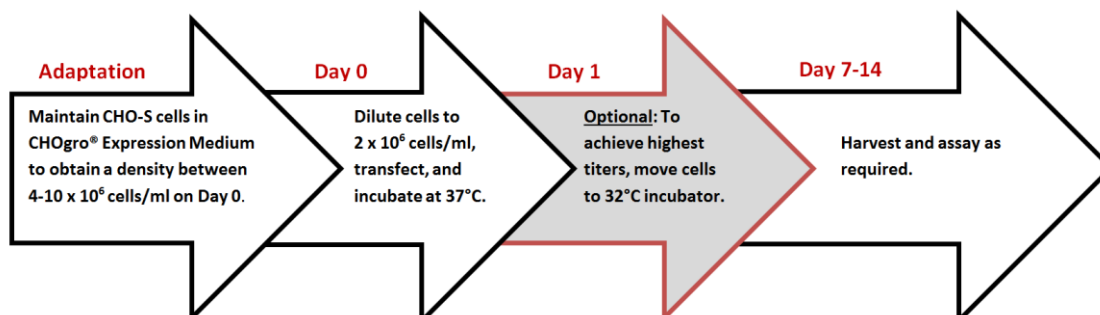 Adaptation
Maintain CHO-S cells in
CHOgro® Expression Medium
to obtain a density between
4-10 x 10⁶ cells/ml on Day 0.
Day 0
Dilute cells to
2 x 10⁶ cells/ml,
transfect, and
incubate at 37°C.
Day 1
Optional: To
achieve highest
titers, move cells
to 32°C incubator.
Day 7-14
Harvest and assay as
required.